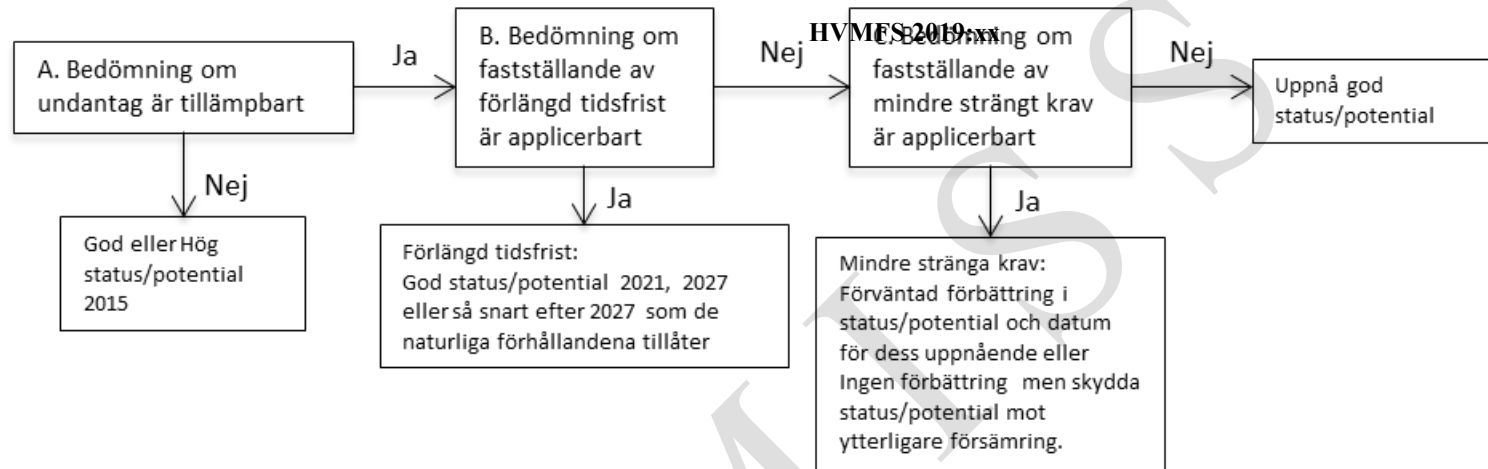 HVMFS 2019:xx
A. Bedömning om
undantag är tillämpbart
Ja
Nej
God eller Hög
status/potential
2015
B. Bedömning om
fastställande av
förlängd tidsfrist
är applicerbart
Nej
Ja
Förlängd tidsfrist:
God status/potential 2021, 2027
eller så snart efter 2027 som de
naturliga förhållandena tillåter
C. Bedömning om
fastställande av
mindre strängt krav
är applicerbart
Nej
Ja
Mindre stränga krav:
Förväntad förbättring i
status/potential och datum
för dess uppnående eller
Ingen förbättring men skydda
status/potential mot
ytterligare försämring.
Uppnå god
status/potential
M I S S